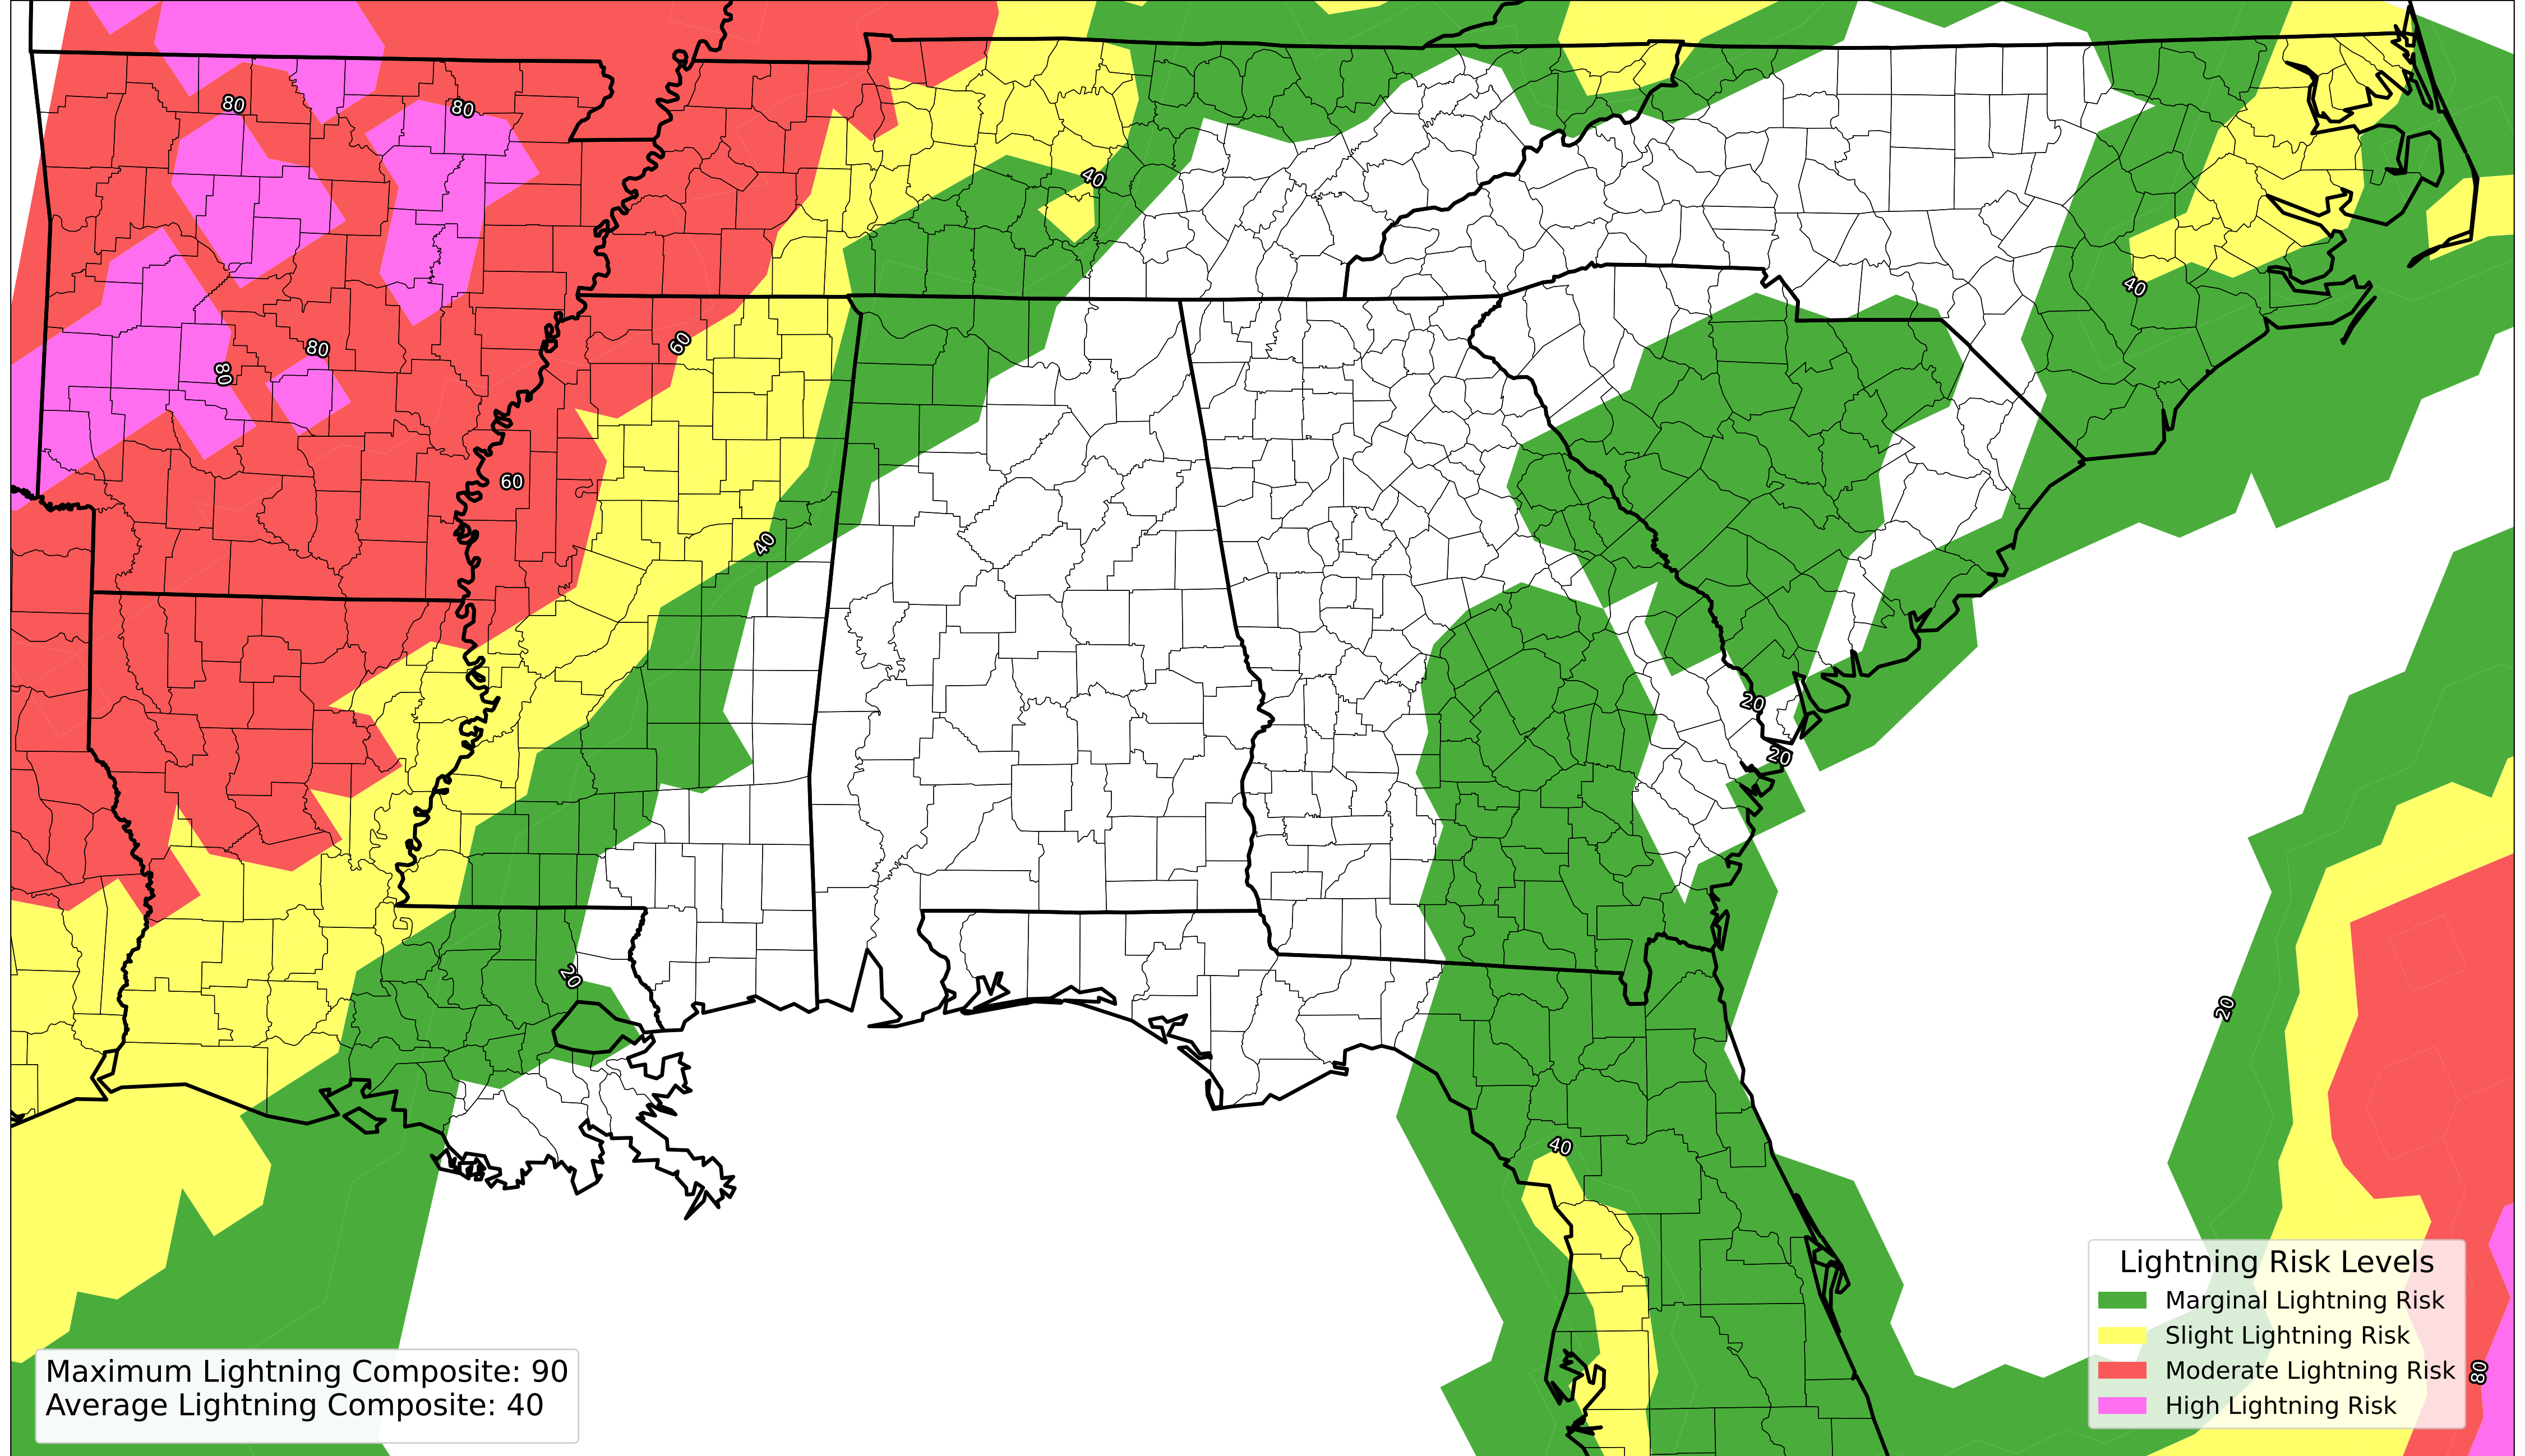 80
80
40
40
60
80
80
60
40
20
20
20
20
40
80
Lightning Risk Levels
Marginal Lightning Risk
Slight Lightning Risk
Moderate Lightning Risk
High Lightning Risk
Maximum Lightning Composite: 90
Average Lightning Composite: 40